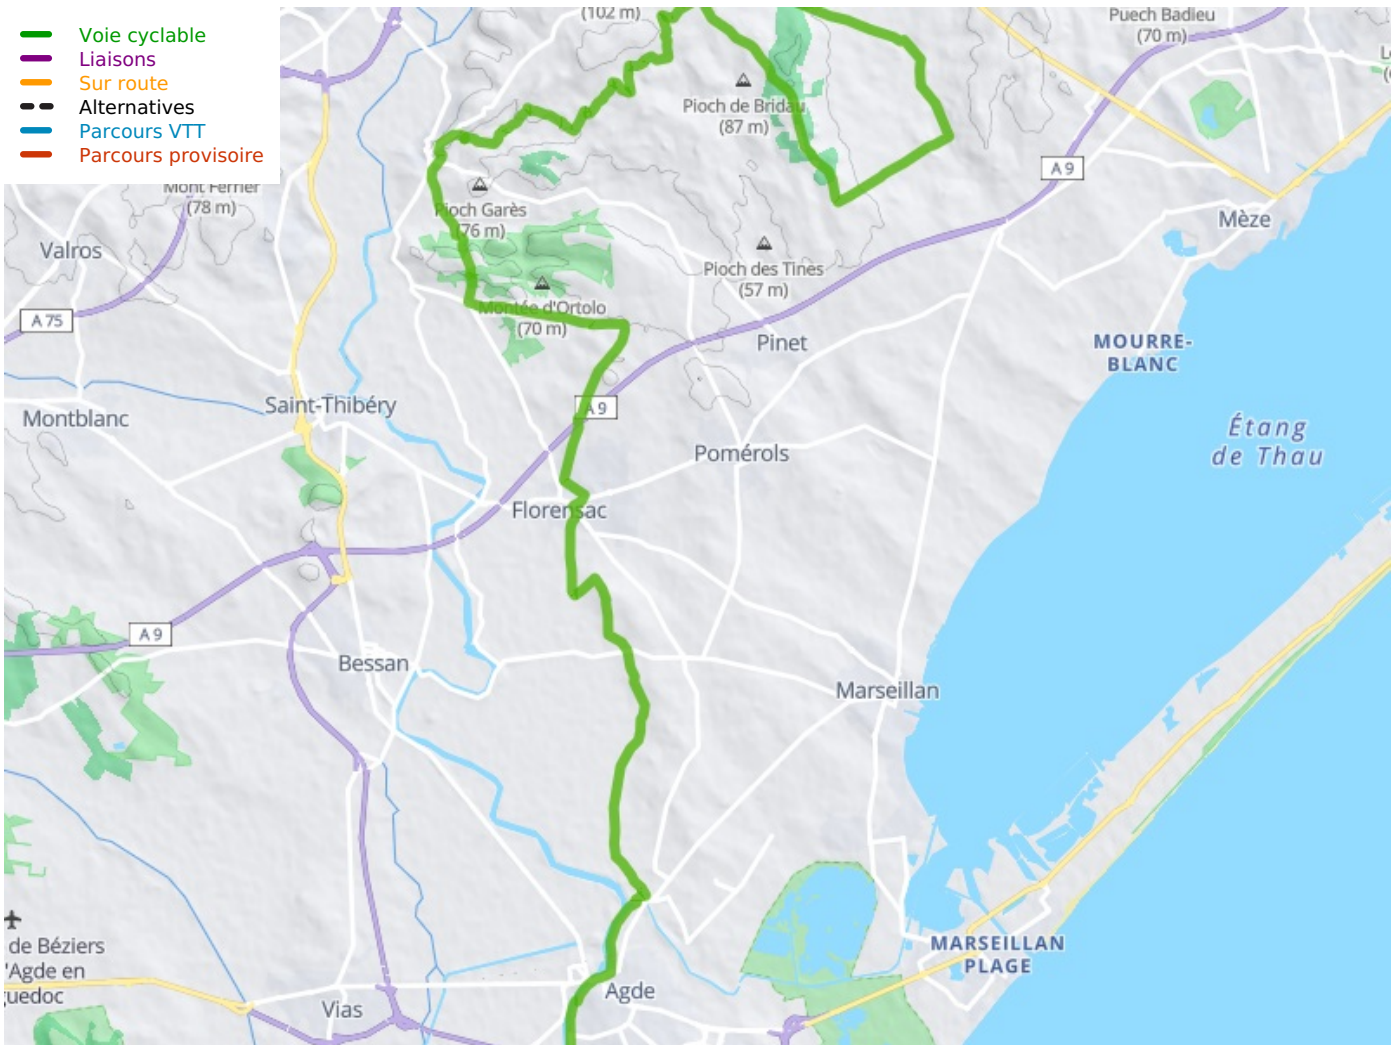 Voie cyclable
Liaisons
Sur route
Alternatives
Parcours VTT
Parcours provisoire
(102 m)
Puech Badieu
(70 m)
Pioch de Bridau
(87 m)
A 9
Mont Ferrier
(78 m)
Pioch Garès
(76 m)
Mèze
Valros
Pioch des Tines
(57 m)
Montée d'Ortolo
(70 m)
A 75
Pinet
MOURRE-
BLANC
Saint-Thibéry
A 9
Montblanc
Étang
de Thau
Pomérols
Florensac
A 9
Bessan
Marseillan
de Béziers
'Agde en
guedoc
MARSEILLAN
PLAGE
Agde
Vias